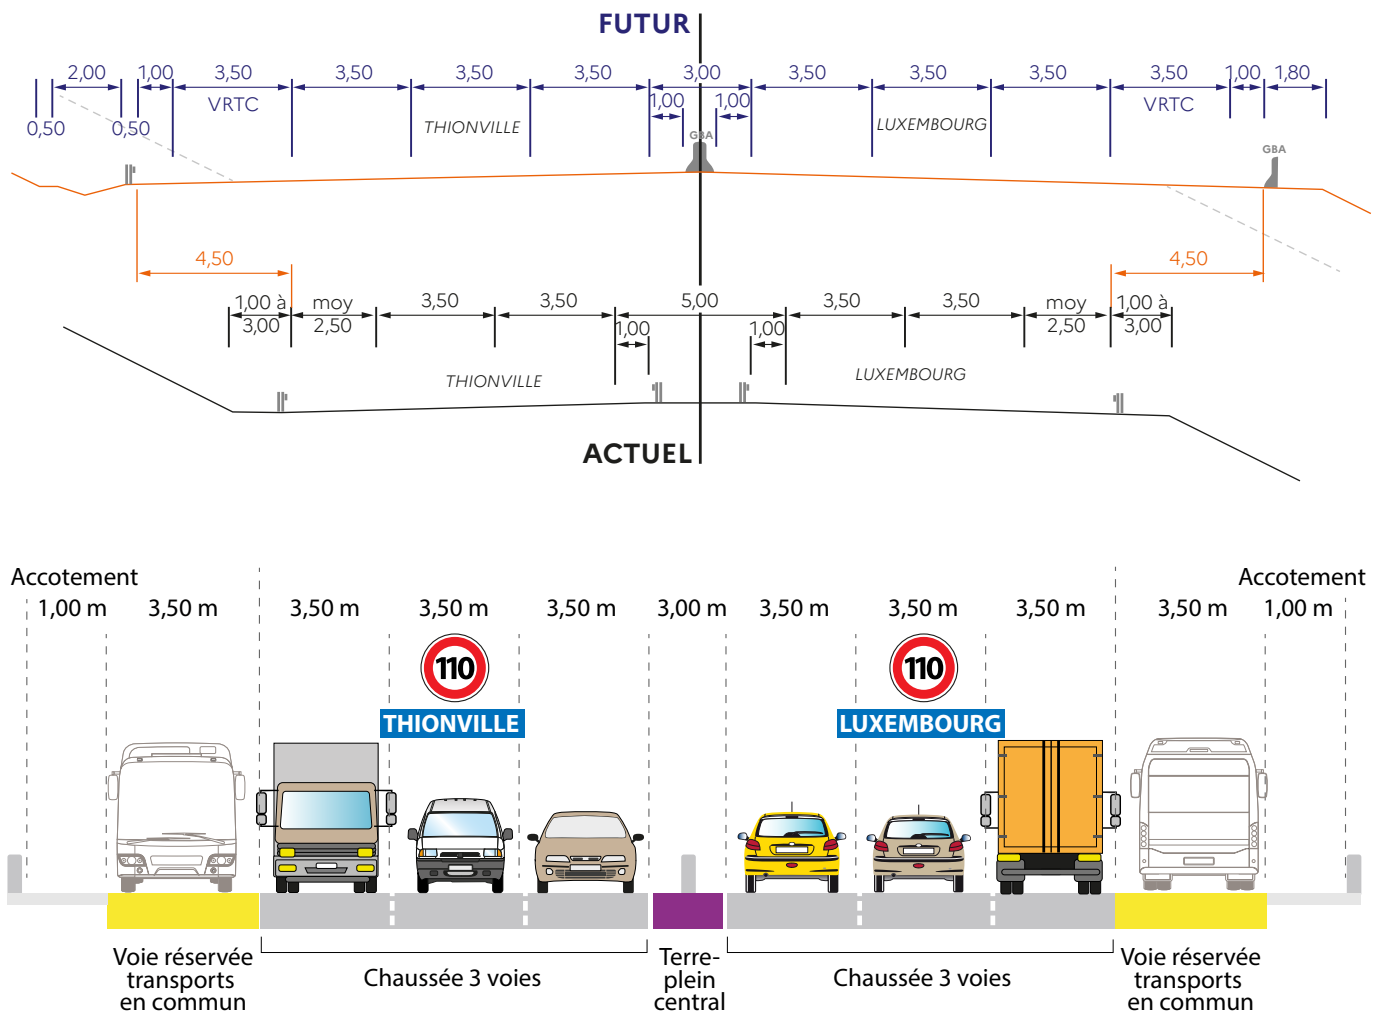 FUTUR
2,00 1,00 3,50 3,50 3,50 3,50 3,00 3,50 3,50 3,50 3,50 1,00 1,80
VRTC 1,00 1,00 VRTC
0,50 0,50 THIONVILLE LUXEMBOURG
GBA
GBA
4,50 4,50
1,00 à moy 3,50 3,50 5,00 3,50 3,50 moy 1,00 à
3,00 2,50 1,00 1,00 2,50 3,00
THIONVILLE LUXEMBOURG
ACTUEL
Accotement Accotement
1,00 m 3,50 m 3,50 m 3,50 m 3,50 m 3,00 m 3,50 m 3,50 m 3,50 m 3,50 m 1,00 m
110 110
THIONVILLE LUXEMBOURG
Voie réservée
transports
en commun
Chaussée 3 voies
Terre-
plein
central
Chaussée 3 voies
Voie réservée
transports
en commun